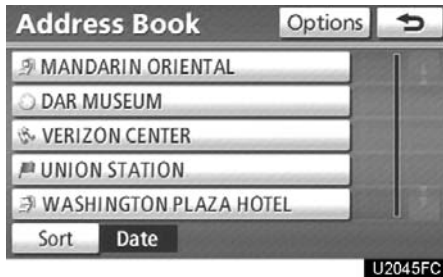 Address Book Options
MANDARIN ORIENTAL
DAR MUSEUM
VERIZON CENTER
UNION STATION
WASHINGTON PLAZA HOTEL
Sort Date
U2045FC